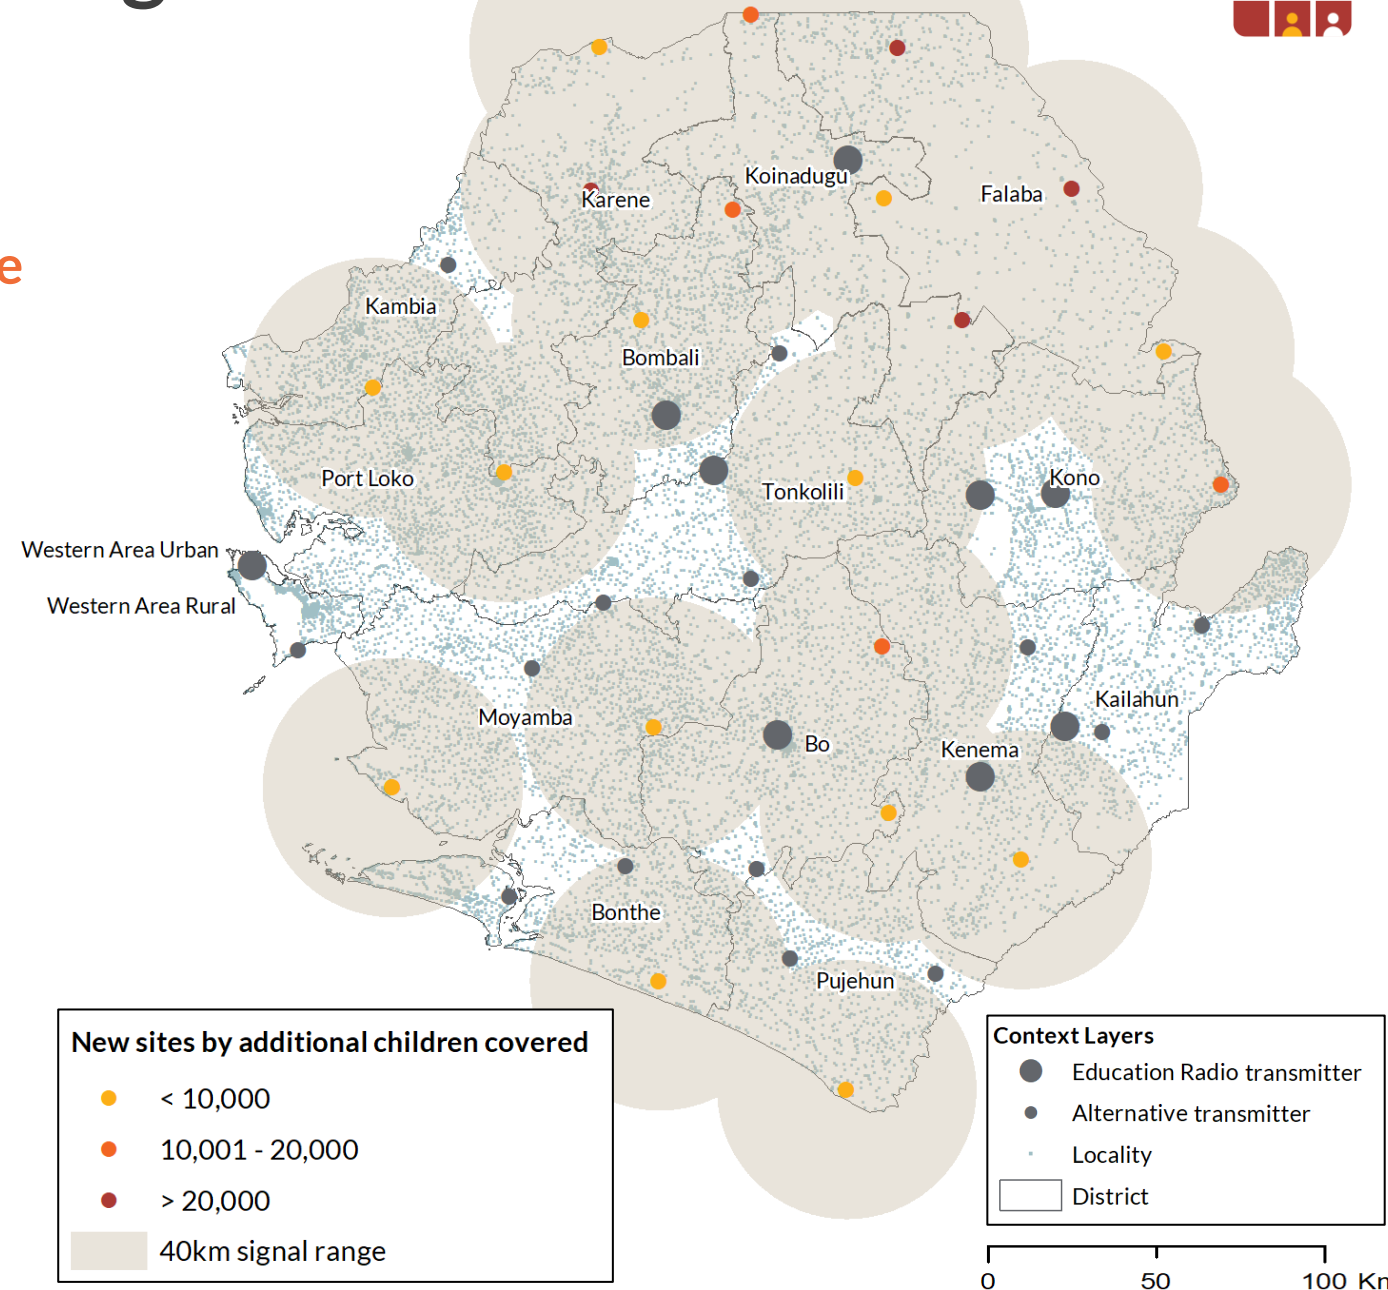 g
e
Koinadugu
Karene
Falaba
Kambia
Bombali
Port Loko
Tonkolili
Kono
Western Area Urban
Western Area Rural
Kailahun
Moyamba
Bo
Kenema
Bonthe
Pujehun
New sites by additional children covered
< 10,000
10,001 - 20,000
> 20,000
40km signal range
Context Layers
Education Radio transmitter
Alternative transmitter
Locality
District
0 50 100 Km